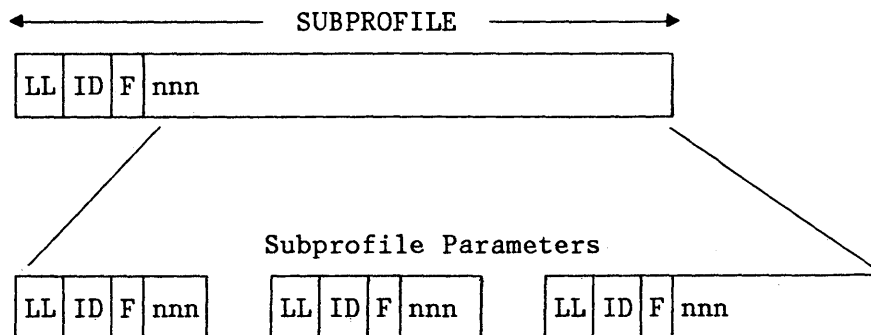 SUBPROFILE
LL ID F nnn
Subprofile Parameters
LL ID F nnn LL ID F nnn LL ID F nnn